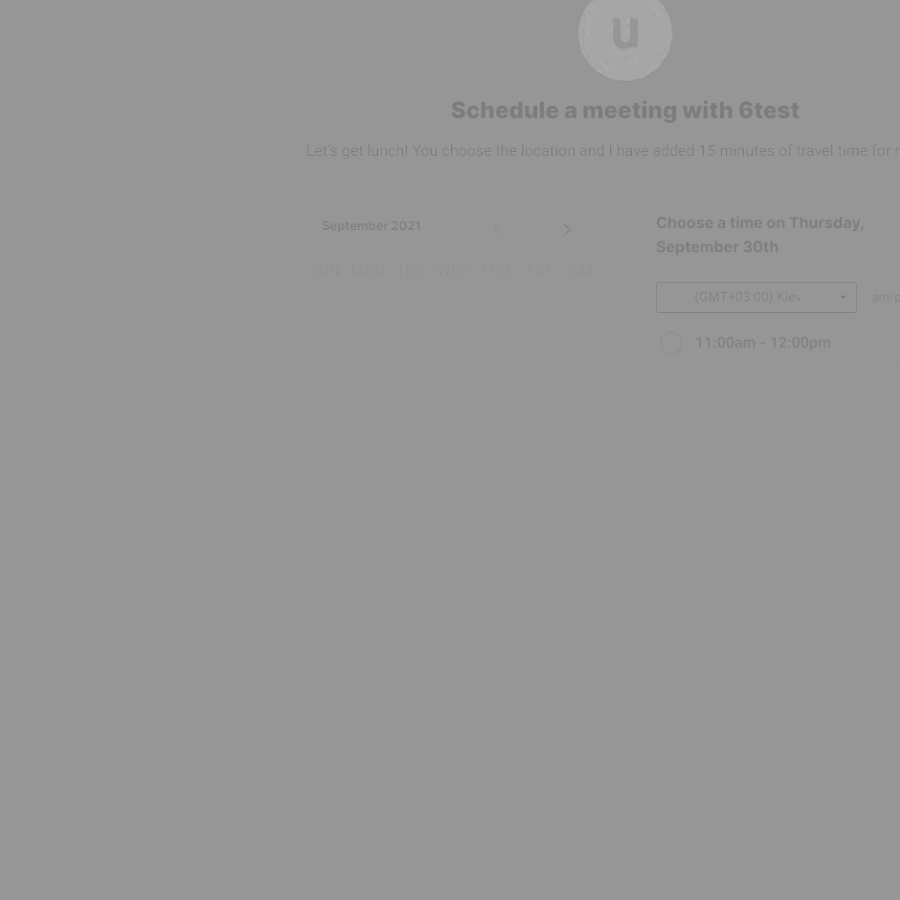 u
Schedule a meeting with 6test
Let's get lunch! You choose the location and I have added 15 minutes of travel time for
September 2021
SUN MON TUE WED THU FRI SAT
Choose a time on Thursday,
September 30th
(GMT+03:00) Kiev
am/p
11:00am - 12:00pm